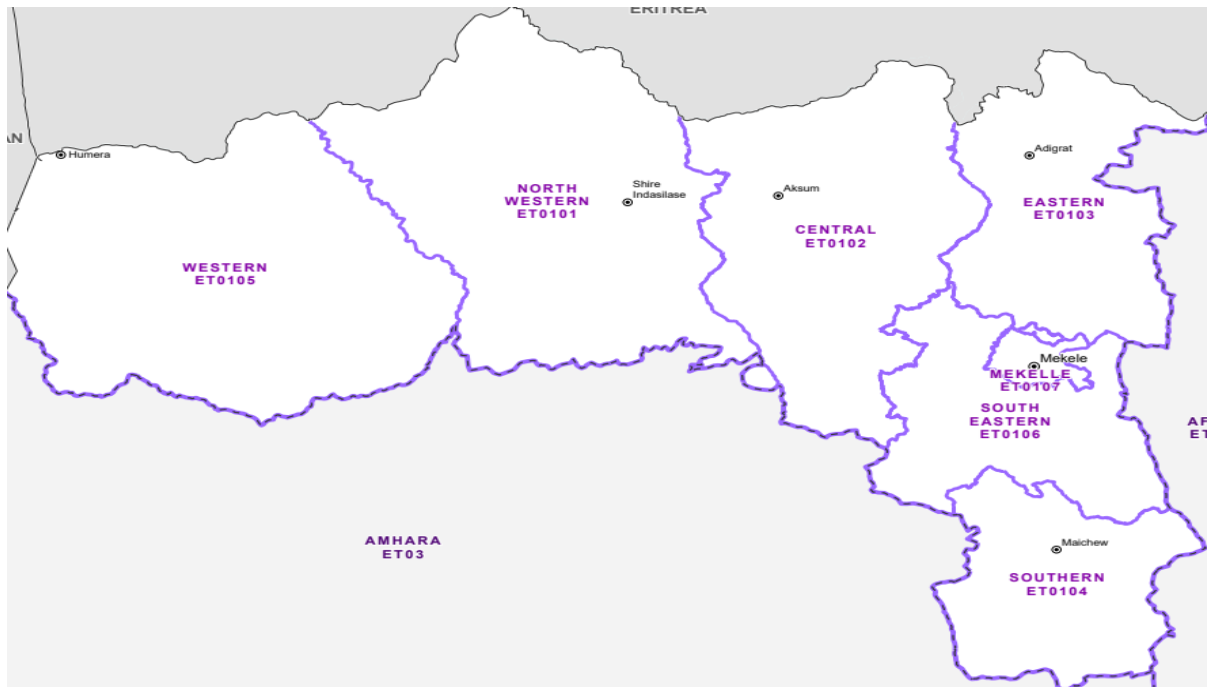 ERITREA
AN
Humera
Adigrat
Shire
Indasilase
Aksum
NORTH
WESTERN
ET0101
EASTERN
ET0103
CENTRAL
ET0102
WESTERN
ET0105
Mekele
MEKELLE
ET0107
SOUTH
EASTERN
ET0106
AF
ET
AMHARA
ET03
Maichew
SOUTHERN
ET0104